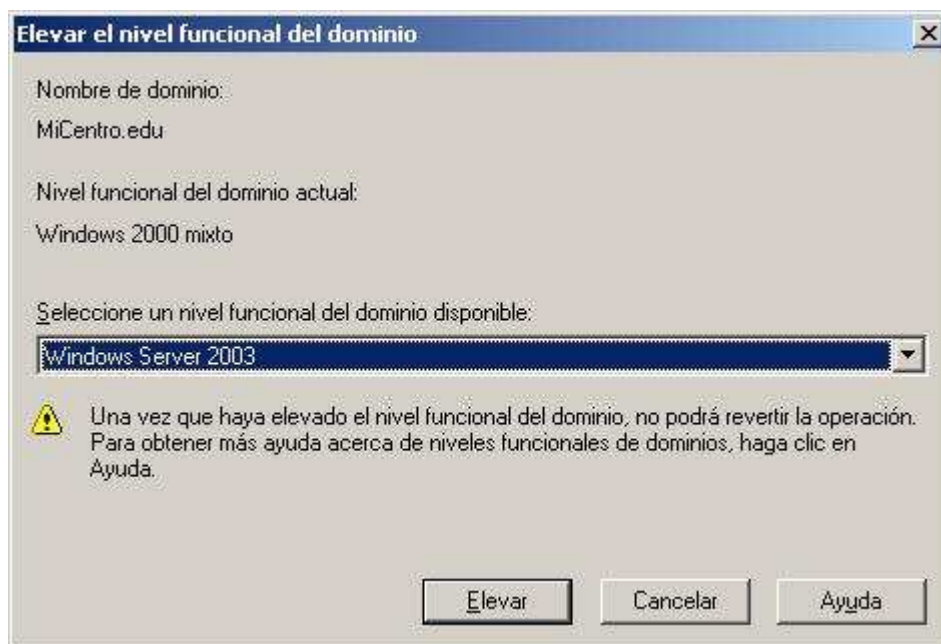 Elevar el nivel funcional del dominio
Nombre de dominio:
MiCentro.edu
Nivel funcional del dominio actual:
Windows 2000 mixto
Seleccione un nivel funcional del dominio disponible:
Windows Server 2003
Una vez que haya elevado el nivel funcional del dominio, no podrá revertir la operación.
Para obtener más ayuda acerca de niveles funcionales de dominios, haga clic en
Ayuda.
Elevar Cancelar Ayuda